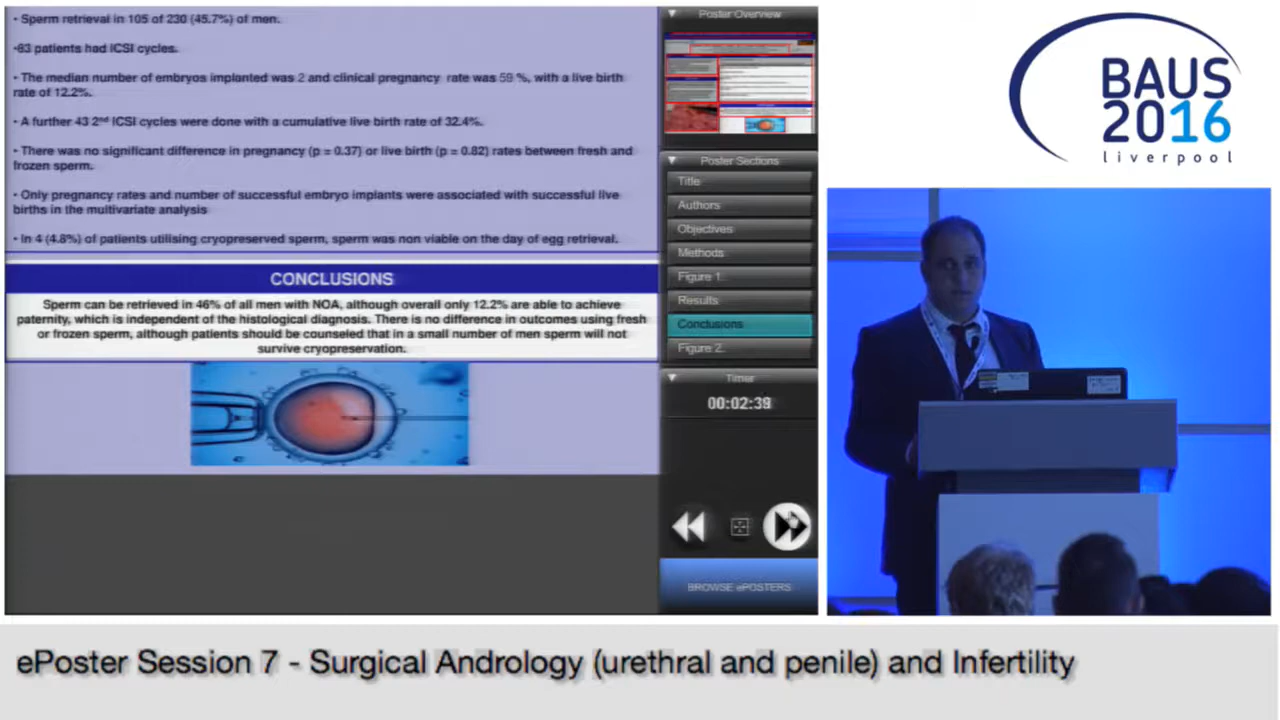 • Sperm retrieval in 105 of 230 (45.7%) of men.
•83 patients had ICSI cycles.
• The median number of embryos implanted was 2 and clinical pregnancy rate was 59 %, with a live birth
rate of 12.2%.
• A further 43 2nd ICSI cycles were done with a cumulative live birth rate of 32.4%.
• There was no significant difference in pregnancy (p = 0.37) or live birth (p = 0.82) rates between fresh and
frozen sperm.
• Only pregnancy rates and number of successful embryo implants were associated with successful live
births in the multivariate analysis
• In 4 (4.8%) of patients utilising cryopreserved sperm, sperm was non viable on the day of egg retrieval.
CONCLUSIONS
Sperm can be retrieved in 46% of all men with NOA, although overall only 12.2% are able to achieve
paternity, which is independent of the histological diagnosis. There is no difference in outcomes using fresh
or frozen sperm, although patients should be counseled that in a small number of men sperm will not
survive cryopreservation.
Poster Overview
Poster Sections
Title
Authors
Objectives
Methods
Figure 1.
Results
Conclusions
Figure 2.
Timer
00:02:39
BROWSE ePOSTERS
BAUS
2016
liverpool
ePoster Session 7 - Surgical Andrology (urethral and penile) and Infertility